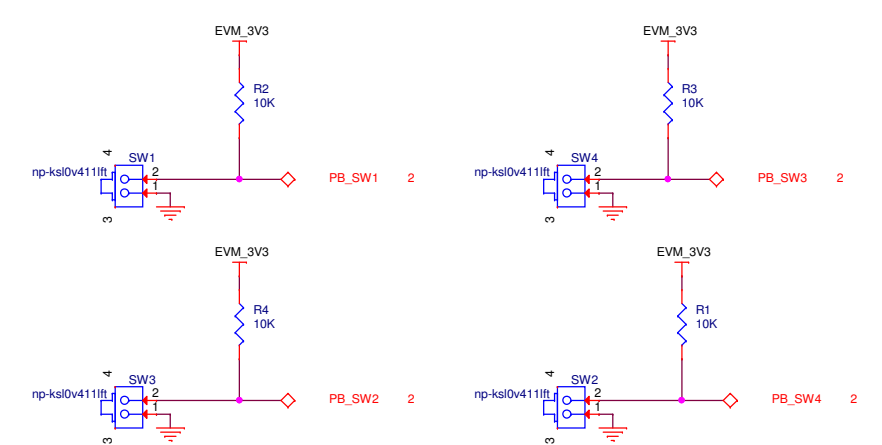 EVM_3V3
R2
10K
4
SW1
np-ksl0v411lft
2
1
3
PB_SW1 2
EVM_3V3
R3
10K
4
SW4
np-ksl0v411lft
2
1
3
PB_SW3 2
EVM_3V3
R4
10K
4
SW3
np-ksl0v411lft
2
1
3
PB_SW2 2
EVM_3V3
R1
10K
4
SW2
np-ksl0v411lft
2
1
3
PB_SW4 2